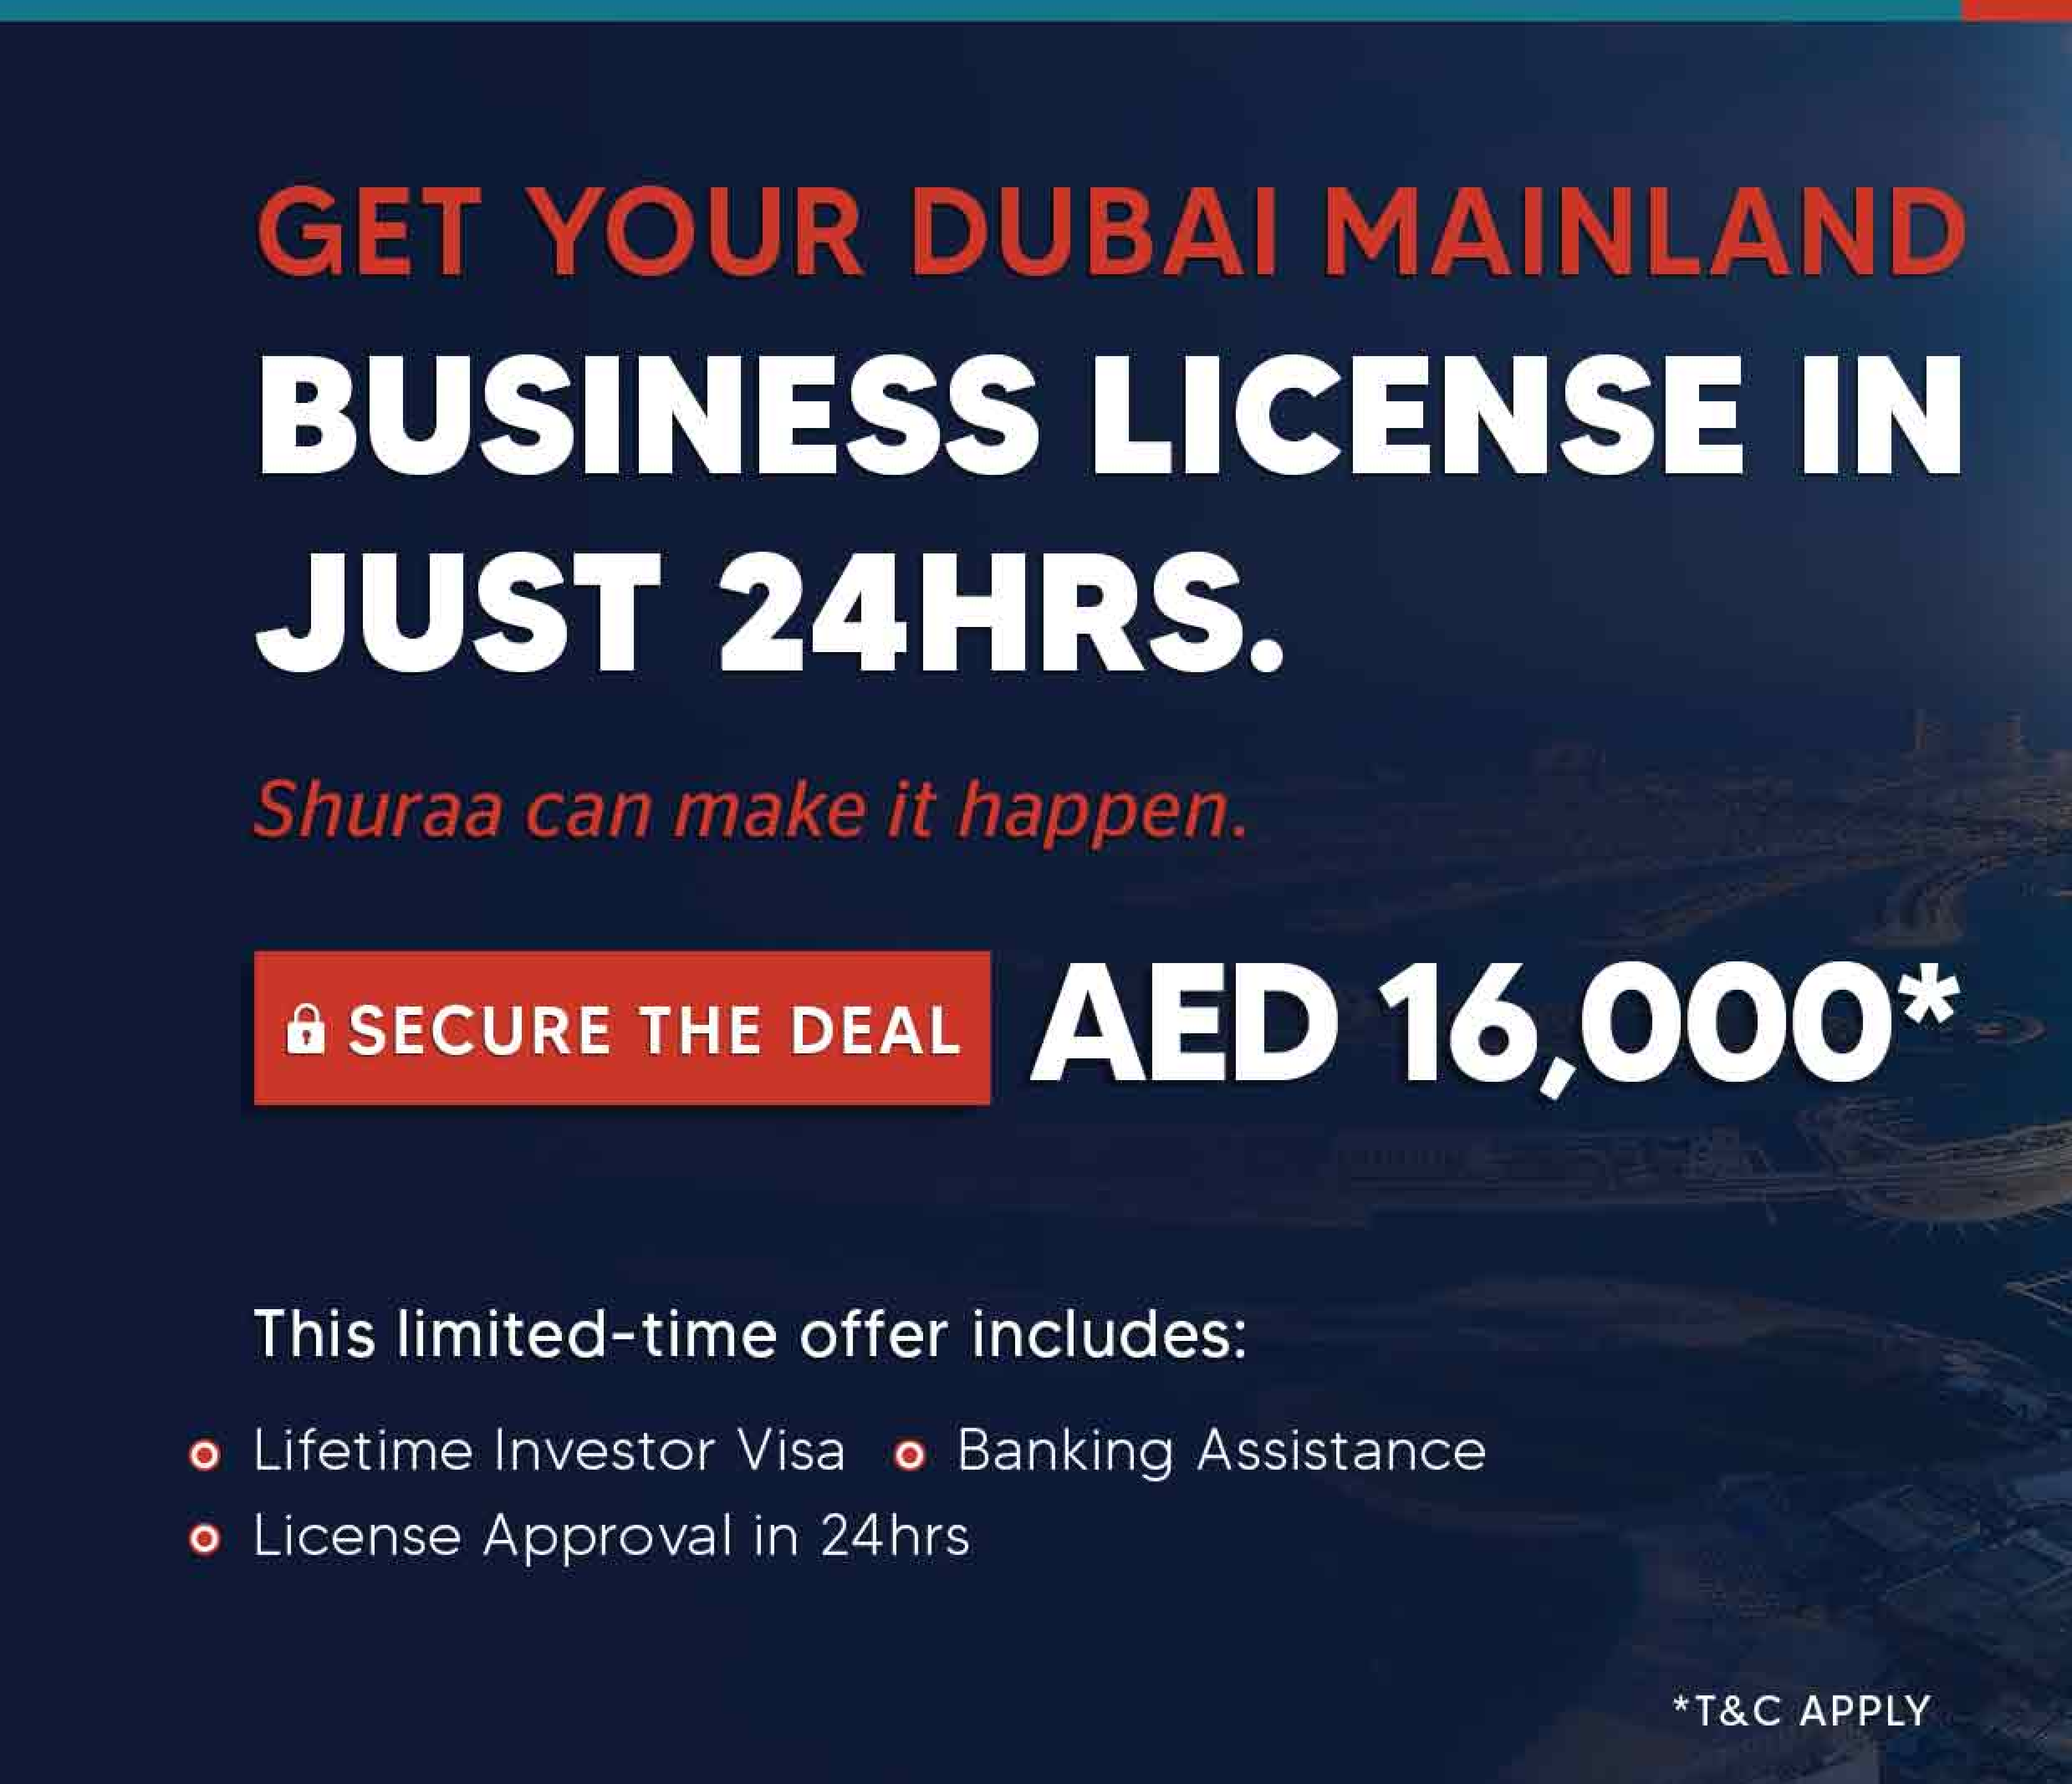 GET YOUR DUBAI MAINLAND
BUSINESS LICENSE IN
JUST 24HRS.
Shuraa can make it happen.
SECURE THE DEAL AED 16,000*
This limited-time offer includes:
Lifetime Investor Visa Banking Assistance
License Approval in 24hrs
*T&C APPLY